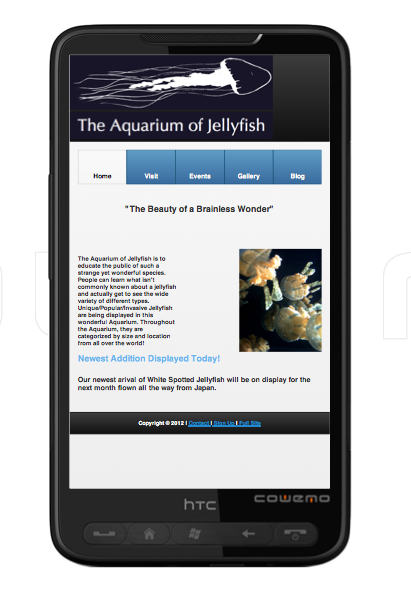 The Aquarium of Jellyfish
Home Visit Events Gallery Blog
"The Beauty of a Brainless Wonder"
The Aquarium of Jellyfish is to
educate the public of such a
strange yet wonderful species.
People can learn what isn't
commonly known about a jellyfish
and actually get to see the wide
variety of different types.
Unique/Popular/Invasive Jellyfish
are being displayed in this
wonderful Aquarium. Throughout
the Aquarium, they are
categorized by size and location
from all over the world!
Newest Addition Displayed Today!
Our newest arival of White Spotted Jellyfish will be on display for the
next month flown all the way from Japan.
Copyright © 2012 | Contact | Sign Up | Full Site
hTC cowemo